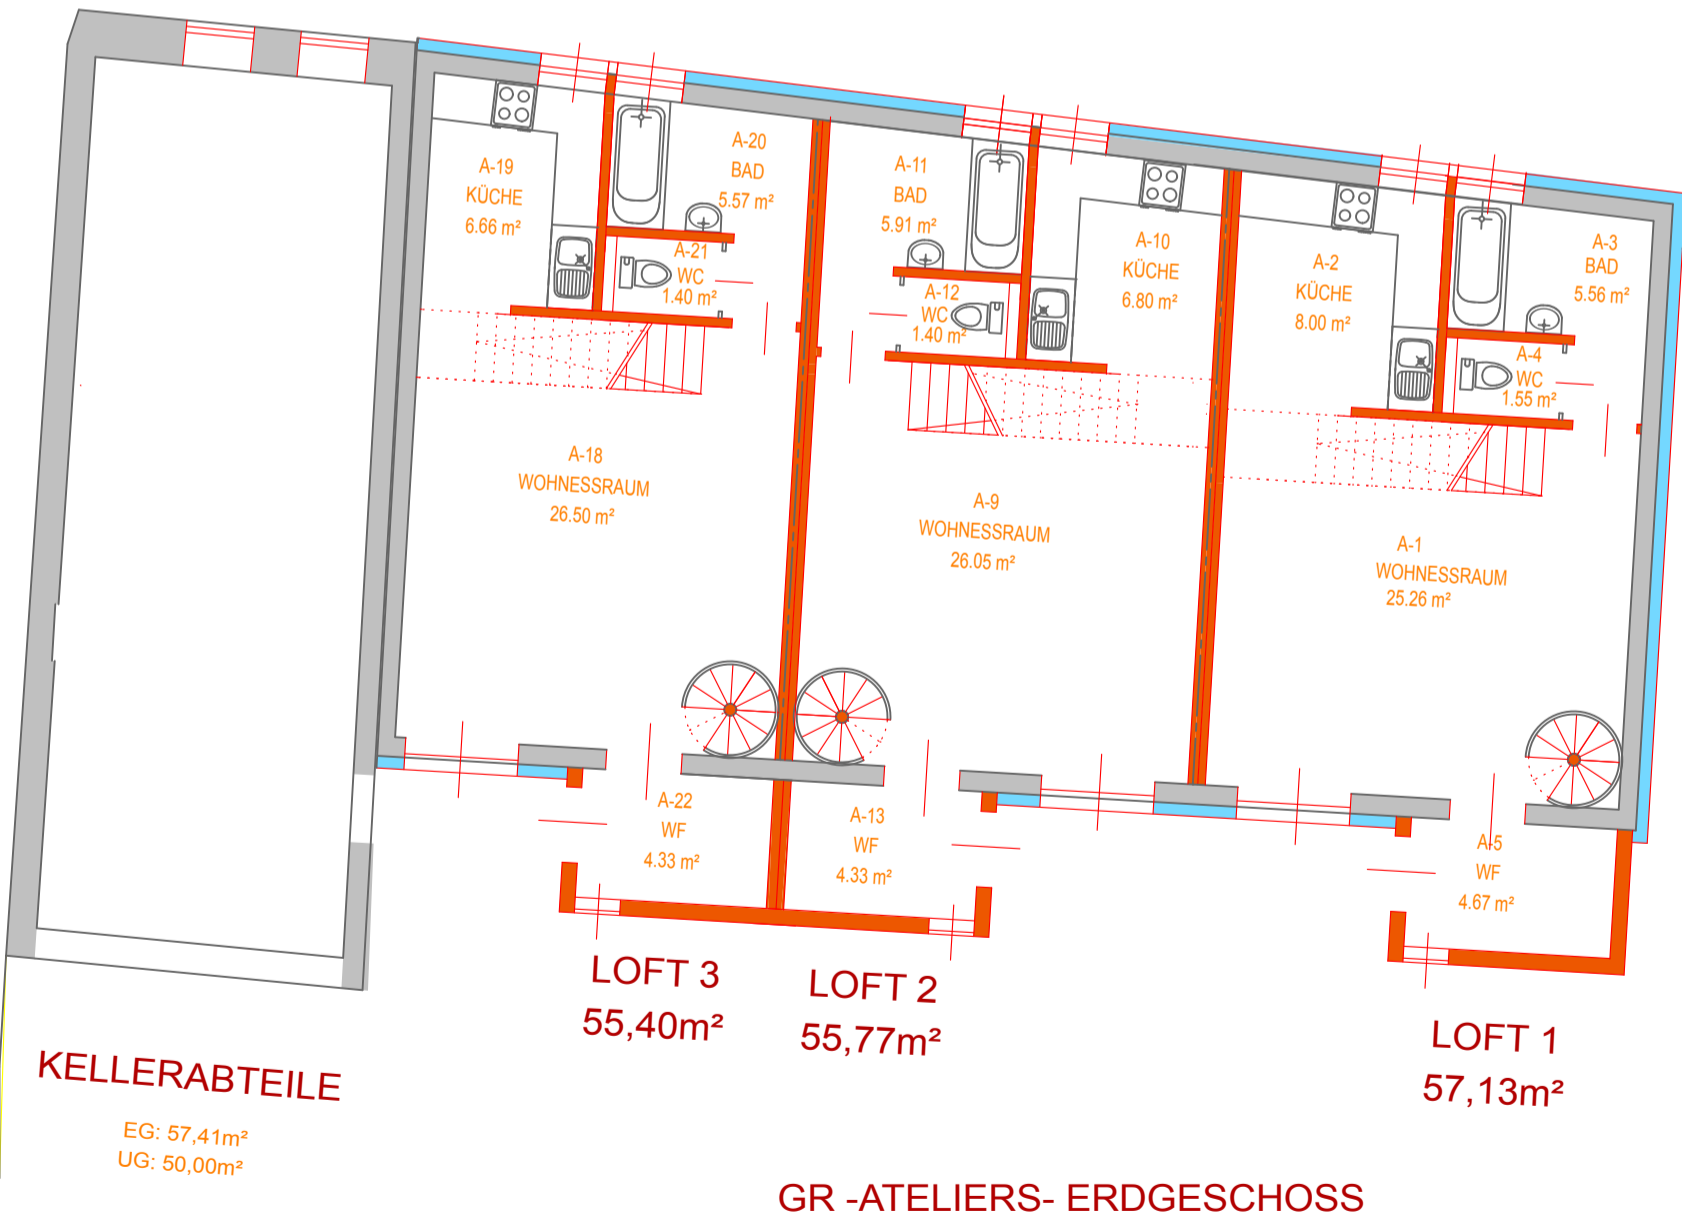 A-19
KÜCHE
6.66 m²
A-20
BAD
5.57 m²
A-21
WC
1.40 m²
A-18
WOHNESSRAUM
26.50 m²
A-22
WF
4.33 m²
A-11
BAD
5.91 m²
A-12
WC
1.40 m²
A-10
KÜCHE
6.80 m²
A-9
WOHNESSRAUM
26.05 m²
A-13
WF
4.33 m²
A-2
KÜCHE
8.00 m²
A-3
BAD
5.56 m²
A-4
WC
1.55 m²
A-1
WOHNESSRAUM
25.26 m²
A-5
WF
4.67 m²
LOFT 3
55,40m²
LOFT 2
55,77m²
LOFT 1
57,13m²
KELLERABTEILE
EG: 57,41m²
UG: 50,00m²
GR -ATELIERS- ERDGESCHOSS